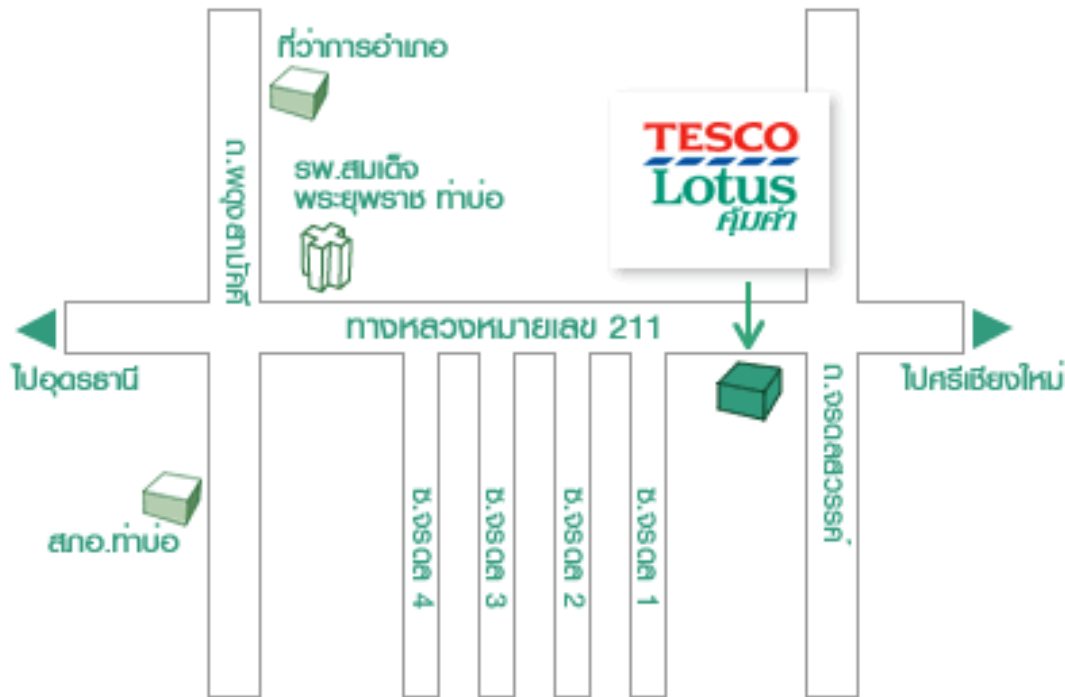 ที่ว่าการอำเภอ
TESCO
Lotus
คุ้มค่า
ถ.ผดุงสามัคคี
รพ.สมเด็จ
พระยุพราช ท่าบ่อ
ทางหลวงหมายเลข 211
ไปอุดรธานี
ไปศรีเชียงใหม่
ถ.จรดลสวรรค์
สภอ.ท่าบ่อ
ซ.จรดล 4
ซ.จรดล 3
ซ.จรดล 2
ซ.จรดล 1